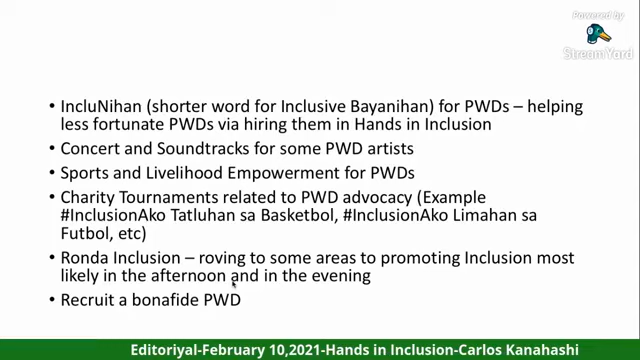 Powered by
StreamYard
• IncluNihan (shorter word for Inclusive Bayanihan) for PWDs – helping
less fortunate PWDs via hiring them in Hands in Inclusion
• Concert and Soundtracks for some PWD artists
• Sports and Livelihood Empowerment for PWDs
• Charity Tournaments related to PWD advocacy (Example
#InclusionAko Tatluhan sa Basketbol, #InclusionAko Limahan sa
Futbol, etc)
• Ronda Inclusion – roving to some areas to promoting Inclusion most
likely in the afternoon and in the evening
• Recruit a bonafide PWD
Editoriyal-February 10,2021-Hands in Inclusion-Carlos Kanahashi